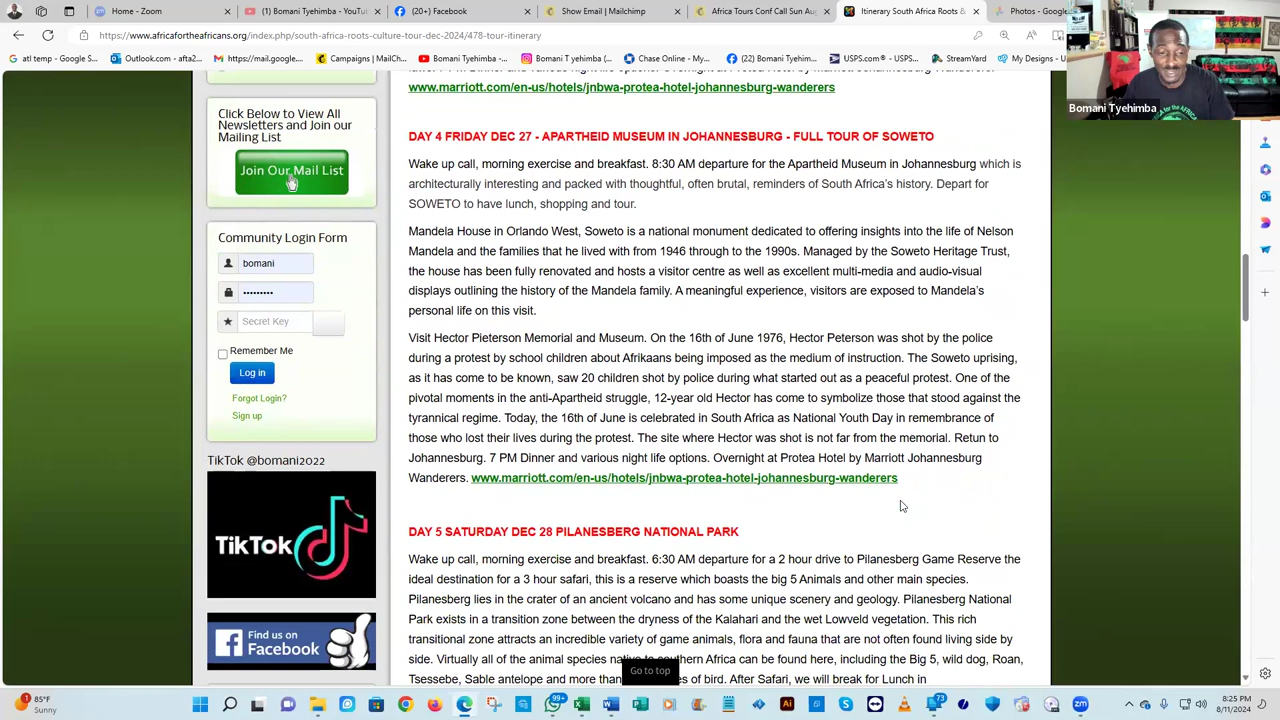 Home - Zoom
(1) Bomani Tyehimba - YouTu
(20+) Facebook
Show Email | Mailchimp
Africa Tours Conf Call Sun Au
Itinerary South Africa Roots &
Photos - Googl
https://www.africafortheafricans.org/index.php/south-africa-roots-
-tour-dec-2024/478-tour-
atl temp - Google S...
Outlook.com - afta2...
https://mail.google....
Campaigns | MailCh...
Bomani Tyehimba -...
Bomani T yehimba (...
Chase Online - My...
(22) Bomani Tyehim...
USPS.com® - USPS...
StreamYard
My Designs -
Bomani Tyehimba
www.marriott.com/en-us/hotels/jnbwa-protea-hotel-johannesburg-wanderers
Click Below to View All
Newsletters and Join our
Mailing List
Join Our Mail List
Community Login Form
bomani
Secret Key
Remember Me
Log in
Forgot Login?
Sign up
TikTok @bomani2022
TikTok
Find us on
Facebook
DAY 4 FRIDAY DEC 27 - APARTHEID MUSEUM IN JOHANNESBURG - FULL TOUR OF SOWETO
Wake up call, morning exercise and breakfast. 8:30 AM departure for the Apartheid Museum in Johannesburg which is
architecturally interesting and packed with thoughtful, often brutal, reminders of South Africa's history. Depart for
SOWETO to have lunch, shopping and tour.
Mandela House in Orlando West, Soweto is a national monument dedicated to offering insights into the life of Nelson
Mandela and the families that he lived with from 1946 through to the 1990s. Managed by the Soweto Heritage Trust,
the house has been fully renovated and hosts a visitor centre as well as excellent multi-media and audio-visual
displays outlining the history of the Mandela family. A meaningful experience, visitors are exposed to Mandela's
personal life on this visit.
Visit Hector Pieterson Memorial and Museum. On the 16th of June 1976, Hector Peterson was shot by the police
during a protest by school children about Afrikaans being imposed as the medium of instruction. The Soweto uprising,
as it has come to be known, saw 20 children shot by police during what started out as a peaceful protest. One of the
pivotal moments in the anti-Apartheid struggle, 12-year old Hector has come to symbolize those that stood against the
tyrannical regime. Today, the 16th of June is celebrated in South Africa as National Youth Day in remembrance of
those who lost their lives during the protest. The site where Hector was shot is not far from the memorial. Return to
Johannesburg. 7 PM Dinner and various night life options. Overnight at Protea Hotel by Marriott Johannesburg
Wanderers. www.marriott.com/en-us/hotels/jnbwa-protea-hotel-johannesburg-wanderers
DAY 5 SATURDAY DEC 28 PILANESBERG NATIONAL PARK
Wake up call, morning exercise and breakfast. 6:30 AM departure for a 2 hour drive to Pilanesberg Game Reserve the
ideal destination for a 3 hour safari, this is a reserve which boasts the big 5 Animals and other main species.
Pilanesberg lies in the crater of an ancient volcano and has some unique scenery and geology. Pilanesberg National
Park exists in a transition zone between the dryness of the Kalahari and the wet Lowveld vegetation. This rich
transitional zone attracts an incredible variety of game animals, flora and fauna that are not often found living side by
side. Virtually all of the animal species native to southern Africa can be found here, including the Big 5, wild dog, Roan,
Tsessebe, Sable antelope and more than of bird. After Safari, we will break for Lunch in
Go to top
85°F
Sunny
99+
73
8:25 PM
8/11/2024